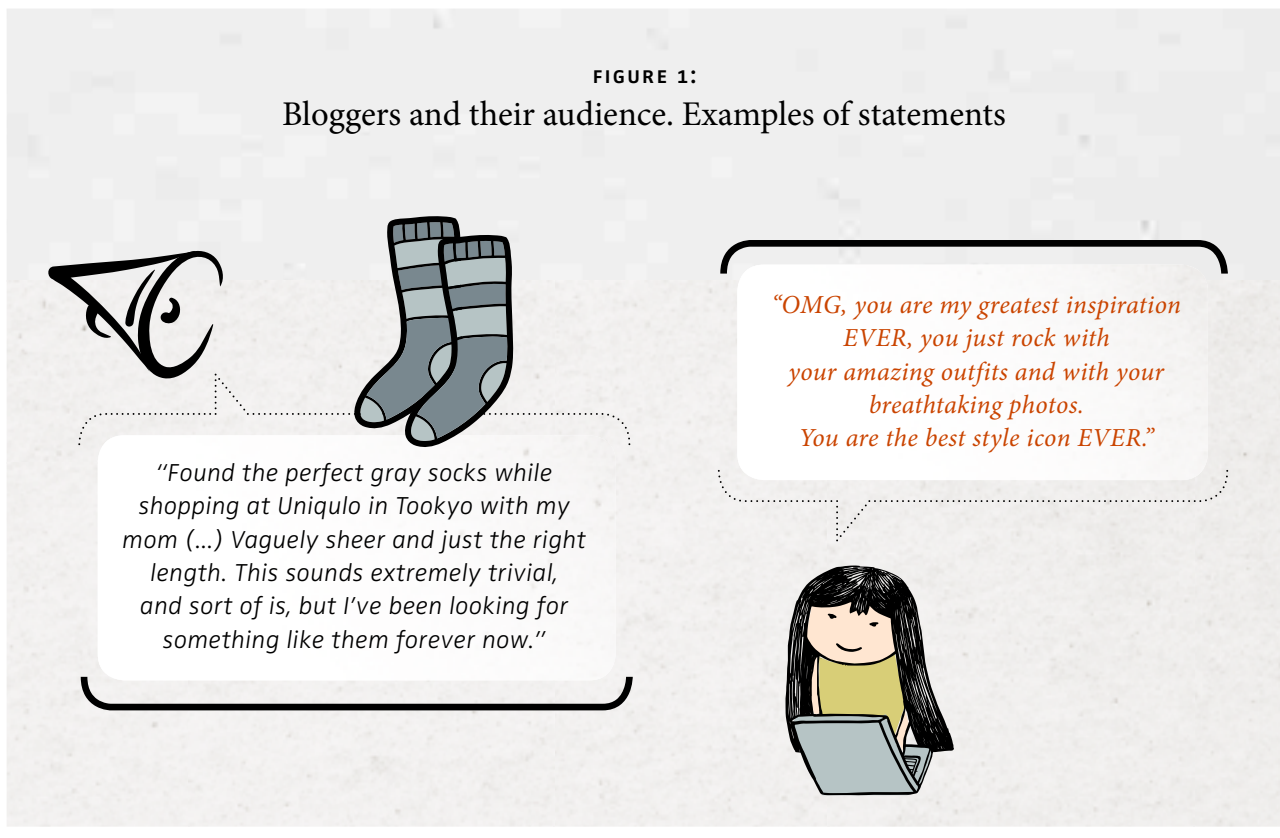 FIGURE 1:
Bloggers and their audience. Examples of statements
“Found the perfect gray socks while
shopping at Uniqulo in Tookyo with my
mom (...) Vaguely sheer and just the right
length. This sounds extremely trivial,
and sort of is, but I’ve been looking for
something like them forever now.”
“OMG, you are my greatest inspiration
EVER, you just rock with
your amazing outfits and with your
breathtaking photos.
You are the best style icon EVER.”